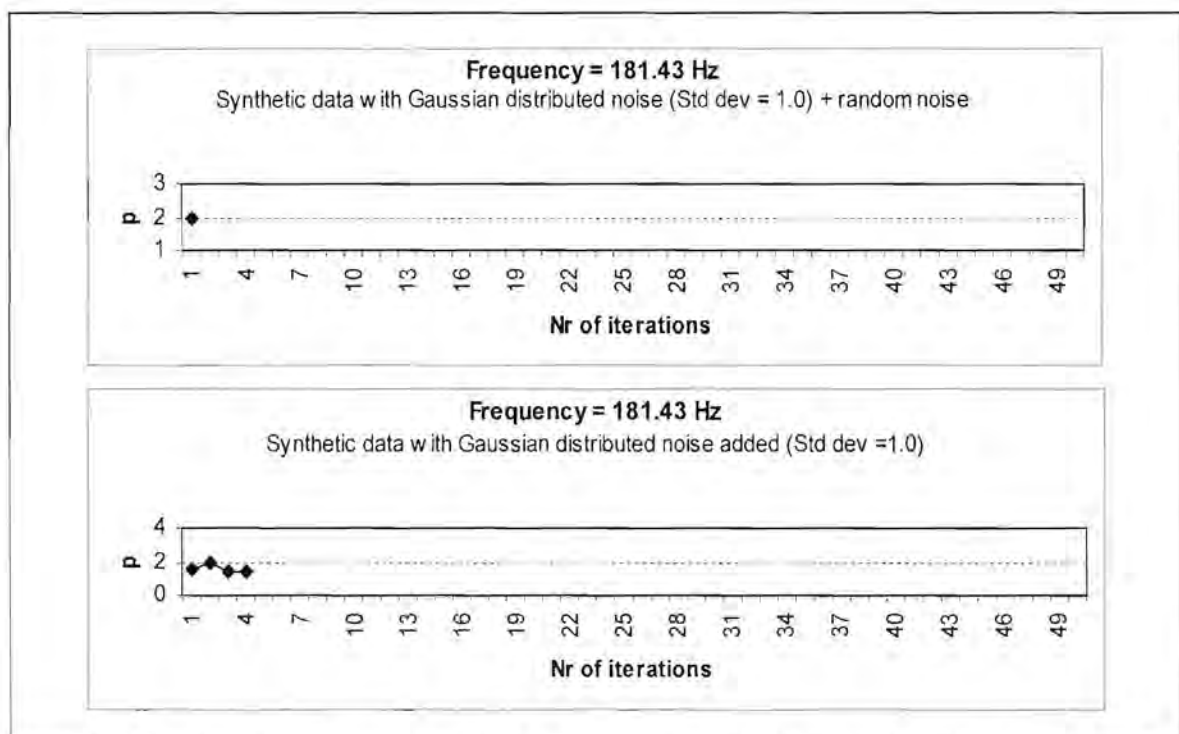 Frequency = 181.43 Hz
Synthetic data with Gaussian distributed noise (Std dev = 1.0) + random noise
3
2
1
p
1 4 7 10 13 16 19 22 25 28 31 34 37 40 43 46 49
Nr of iterations
Frequency = 181.43 Hz
Synthetic data with Gaussian distributed noise added (Std dev =1.0)
4
2
0
p
1 4 7 10 13 16 19 22 25 28 31 34 37 40 43 46 49
Nr of iterations